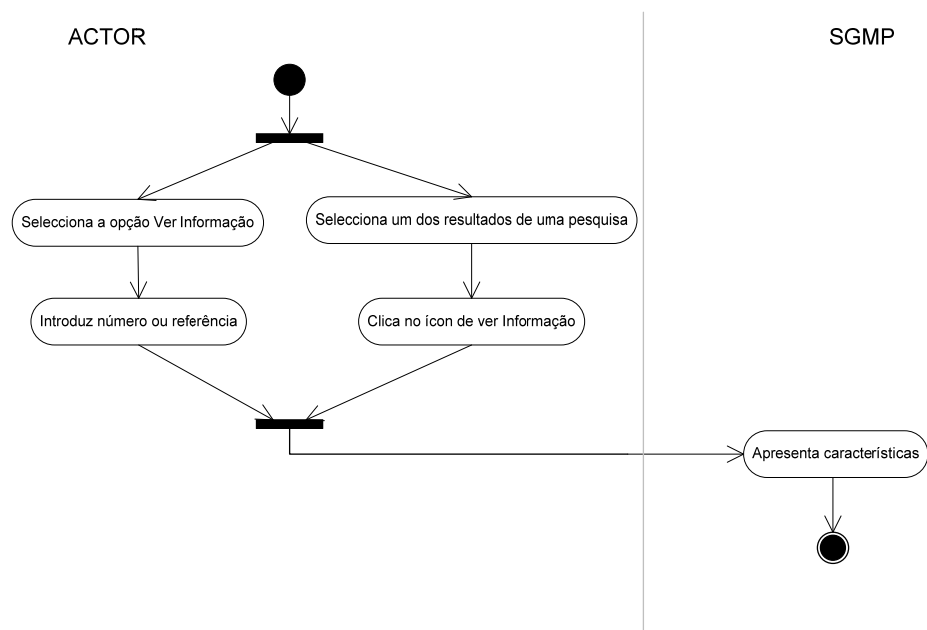 ACTOR
SGMP
Selecciona a opção Ver Informação
Selecciona um dos resultados de uma pesquisa
Introduz número ou referência
Clica no ícon de ver Informação
Apresenta características